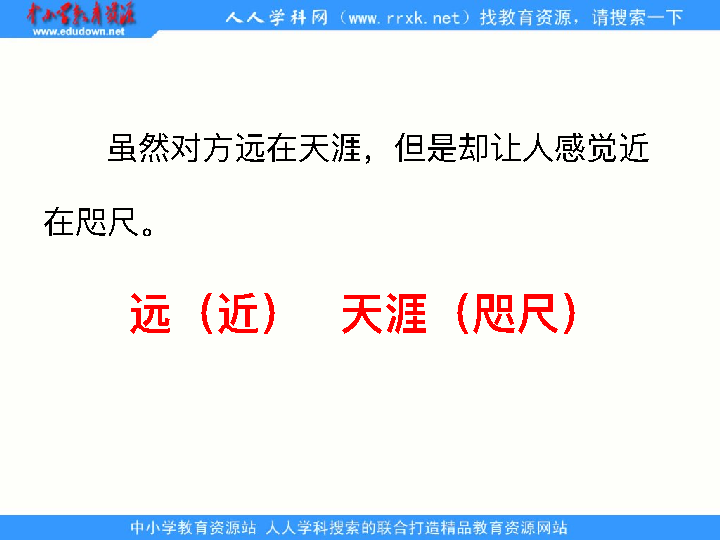 中小学教育资源
www.edudown.net
人人学科网（www.rrxk.net）找教育资源，请搜索一下
虽然对方远在天涯，但是却让人感觉近
在咫尺。
远（近） 天涯（咫尺）
中小学教育资源站 人人学科搜索的联合打造精品教育资源网站